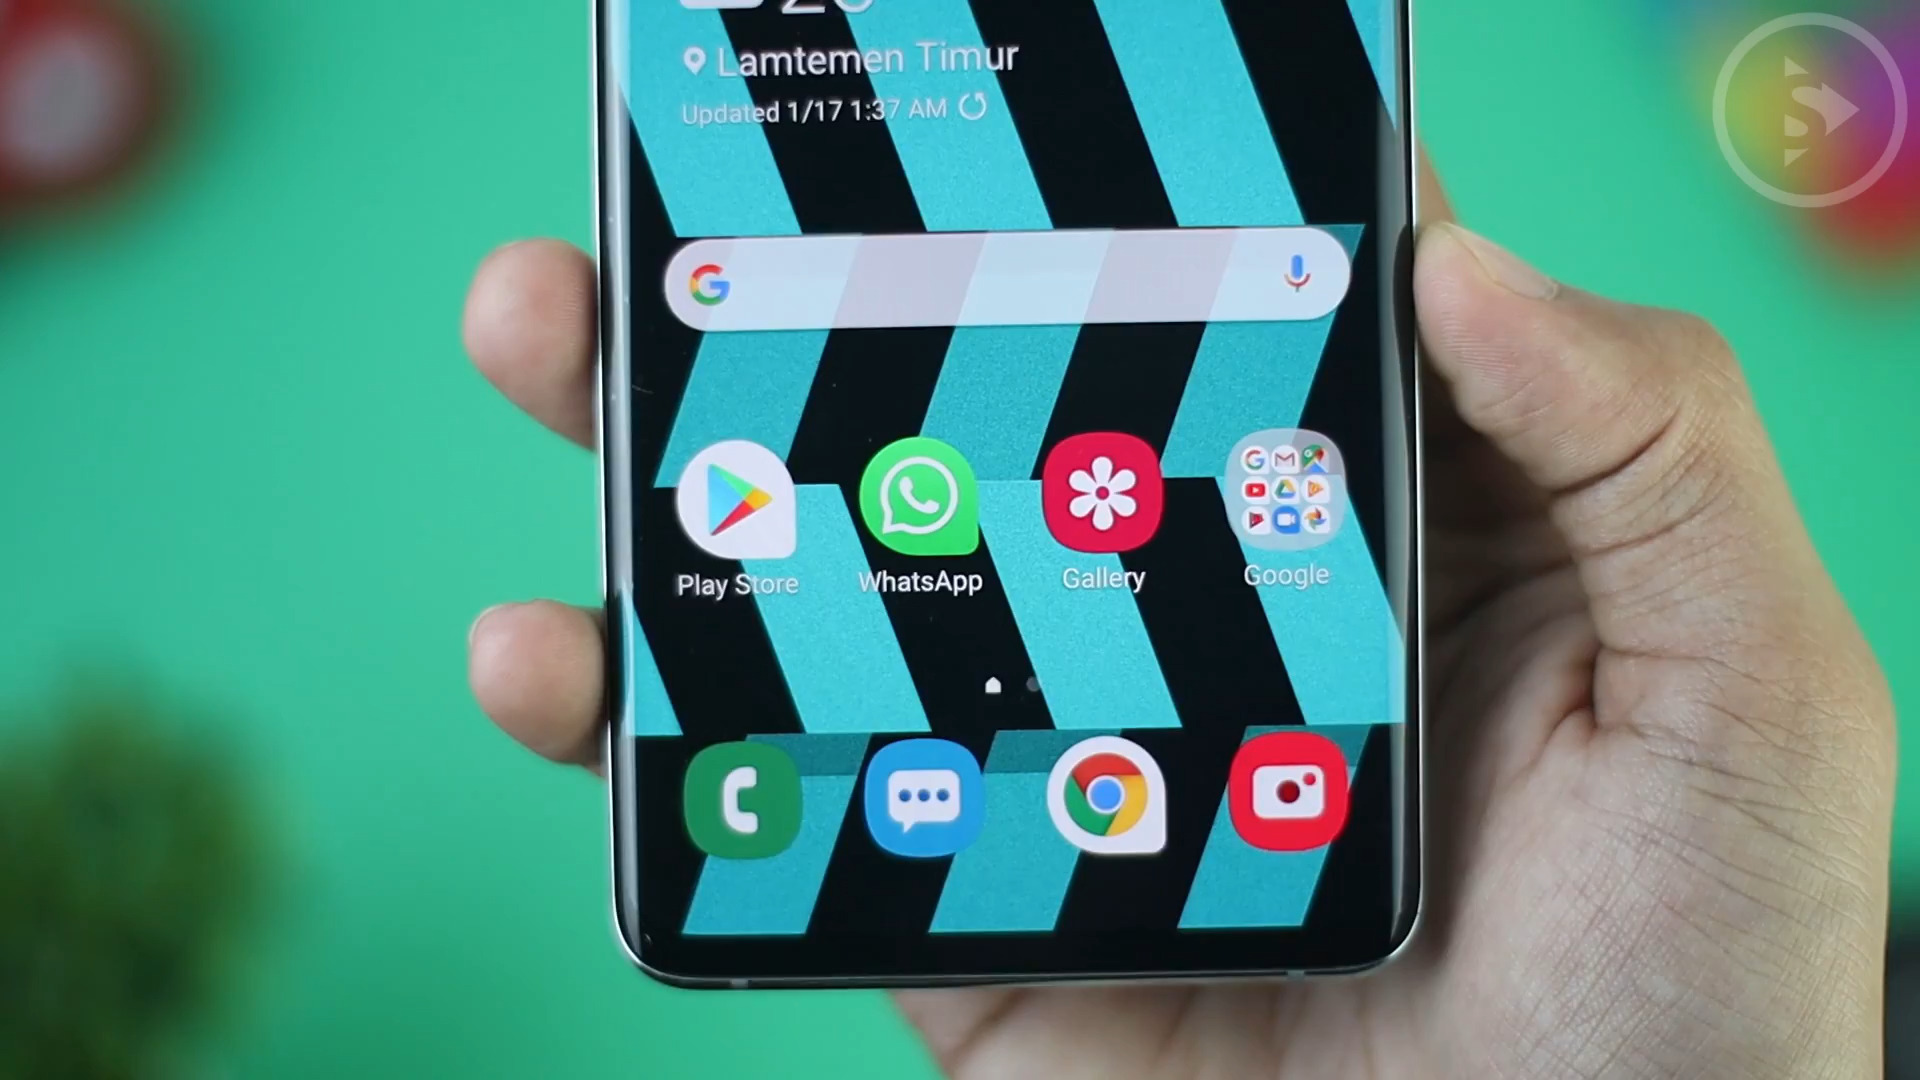 Lamtemen Timur
Updated 1/17 1:37 AM
Play Store
WhatsApp
Gallery
Google